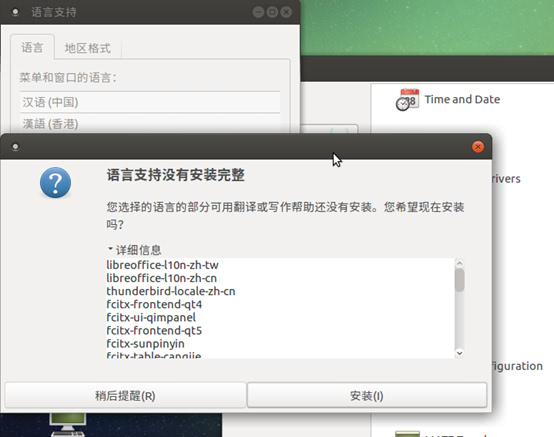 语言支持
语言
地区格式
菜单和窗口的语言：
汉语 (中国)
漢語 (香港)
Time and Date
rivers
语言支持没有安装完整
您选择的语言的部分可用翻译或写作帮助还没有安装。您希望现在安装
吗？
详细信息
libreoffice-l10n-zh-tw
libreoffice-l10n-zh-cn
thunderbird-locale-zh-cn
fcitx-frontend-qt4
fcitx-ui-qimpanel
fcitx-frontend-qt5
fcitx-sunpinyin
fcitx-table-cangjie
figuration
稍后提醒(R)
安装(I)